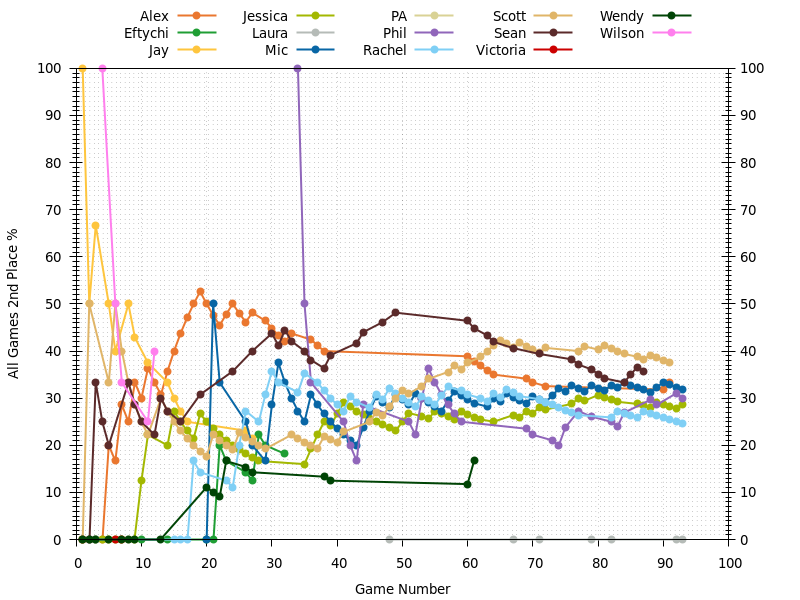 Alex Jessica PA Scott Wendy
Eftychi Laura Phil Sean Wilson
Jay Mic Rachel Victoria
100 100
90 90
80 80
70 70
60 60
50 50
40 40
30 30
20 20
10 10
0 0
All Games 2nd Place %
0 10 20 30 40 50 60 70 80 90 100
Game Number